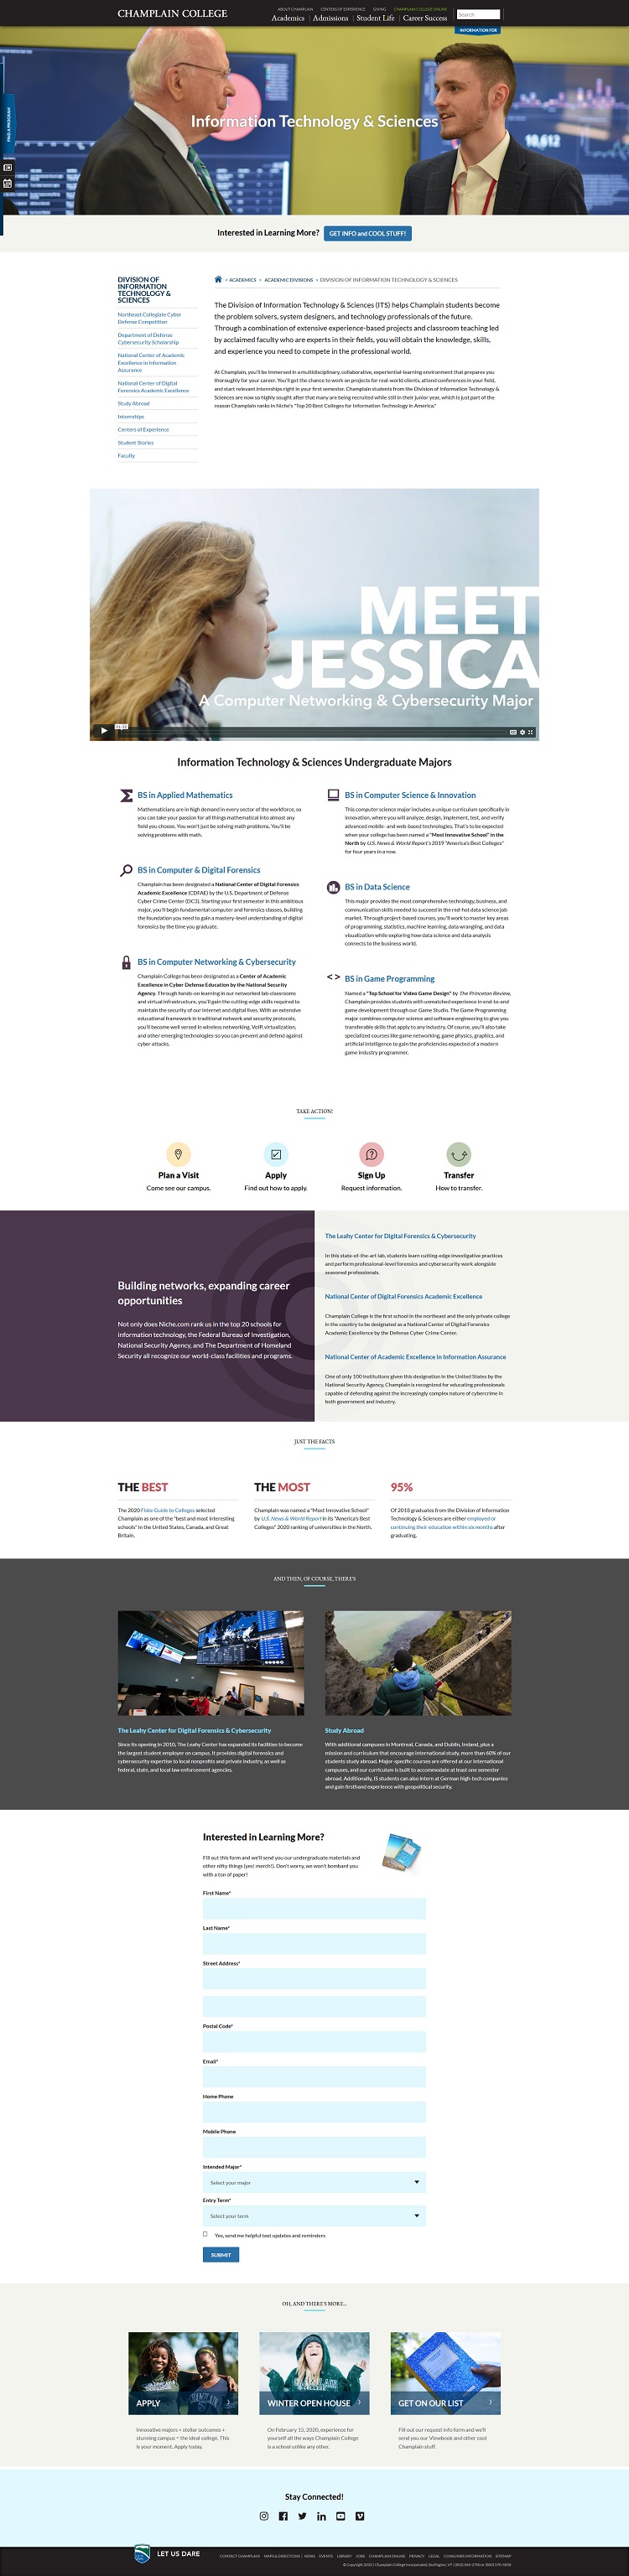 CHAMPLAIN COLLEGE
ABOUT CHAMPLAIN CENTERS OF EXPERIENCE GIVING CHAMPLAIN COLLEGE ONLINE
Academics | Admissions | Student Life | Career Success
Search
INFORMATION FOR
FIND A PROGRAM
Information Technology & Sciences
10,612
Interested in Learning More? GET INFO and COOL STUFF!
DIVISION OF
INFORMATION
TECHNOLOGY &
SCIENCES
Northeast Collegiate Cyber
Defense Competition
Department of Defense
Cybersecurity Scholarship
National Center of Academic
Excellence in Information
Assurance
National Center of Digital
Forensics Academic Excellence
Study Abroad
Internships
Centers of Experience
Student Stories
Faculty
> ACADEMICS > ACADEMIC DIVISIONS > DIVISION OF INFORMATION TECHNOLOGY & SCIENCES
The Division of Information Technology & Sciences (ITS) helps Champlain students become
the problem solvers, system designers, and technology professionals of the future.
Through a combination of extensive experience-based projects and classroom teaching led
by acclaimed faculty who are experts in their fields, you will obtain the knowledge, skills,
and experience you need to compete in the professional world.
At Champlain, you'll be immersed in a multidisciplinary, collaborative, experiential-learning environment that prepares you
thoroughly for your career. You'll get the chance to work on projects for real-world clients, attend conferences in your field,
and start relevant internships right in your first semester. Champlain students from the Division of Information Technology &
Sciences are now so highly sought after that many are being recruited while still in their junior year, which is just part of the
reason Champlain ranks in Niche's "Top 20 Best Colleges for Information Technology in America."
MEET
JESSICA
A Computer Networking & Cybersecurity Major
Information Technology & Sciences Undergraduate Majors
BS in Applied Mathematics
Mathematicians are in high demand in every sector of the workforce, so
you can take your passion for all things mathematical into almost any
field you choose. You won't just be solving math problems. You'll be
solving problems with math.
BS in Computer & Digital Forensics
Champlain has been designated a National Center of Digital Forensics
Academic Excellence (CDFAE) by the U.S. Department of Defense
Cyber Crime Center (DC3). Starting your first semester in this ambitious
major, you'll begin fundamental computer and forensics classes, building
the foundation you need to gain a mastery-level understanding of digital
forensics by the time you graduate.
BS in Computer Networking & Cybersecurity
Champlain College has been designated as a Center of Academic
Excellence in Cyber Defense Education by the National Security
Agency. Through hands-on learning in our networked lab-classrooms
and virtual infrastructure, you'll gain the cutting edge skills required to
maintain the security of our internet and digital lives. With an extensive
educational framework in traditional network and security protocols,
you'll become well versed in wireless networking, VoIP, virtualization,
and other emerging technologies-so you can prevent and defend against
cyber attacks.
BS in Computer Science & Innovation
This computer science major includes a unique curriculum specifically in
innovation, where you will analyze, design, implement, test, and verify
advanced mobile- and web-based technologies. That's to be expected
when your college has been named a "Most Innovative School" in the
North by U.S. News & World Report's 2019 "America's Best Colleges"
for four years in a row.
BS in Data Science
This major provides the most comprehensive technology, business, and
communication skills needed to succeed in the red-hot data science job
market. Through project-based courses, you'll work to master key areas
of programming, statistics, machine learning, data wrangling, and data
visualization while exploring how data science and data analysis
connects to the business world.
< > BS in Game Programming
Named a "Top School for Video Game Design" by The Princeton Review,
Champlain provides students with unmatched experience in end-to-end
game development through our Game Studio. The Game Programming
major combines computer science and software engineering to give you
transferable skills that apply to any industry. Of course, you'll also take
specialized courses like game networking, game physics, graphics, and
artificial intelligence to gain the proficiencies expected of a modern
game industry programmer.
TAKE ACTION!
Plan a Visit
Come see our campus.
Apply
Find out how to apply.
Sign Up
Request information.
Transfer
How to transfer.
Building networks, expanding career
opportunities
Not only does Niche.com rank us in the top 20 schools for
information technology, the Federal Bureau of Investigation,
National Security Agency, and The Department of Homeland
Security all recognize our world-class facilities and programs.
The Leahy Center for Digital Forensics & Cybersecurity
In this state-of-the-art lab, students learn cutting-edge investigative practices
and perform professional-level forensics and cybersecurity work alongside
seasoned professionals.
National Center of Digital Forensics Academic Excellence
Champlain College is the first school in the northeast and the only private college
in the country to be designated as a National Center of Digital Forensics
Academic Excellence by the Defense Cyber Crime Center.
National Center of Academic Excellence in Information Assurance
One of only 100 institutions given this designation in the United States by the
National Security Agency, Champlain is recognized for educating professionals
capable of defending against the increasingly complex nature of cybercrime in
both government and industry.
JUST THE FACTS
THE BEST
The 2020 Fiske Guide to Colleges selected
Champlain as one of the "best and most interesting
schools" in the United States, Canada, and Great
Britain.
THE MOST
Champlain was named a "Most Innovative School"
by U.S. News & World Report in its "America's Best
Colleges" 2020 ranking of universities in the North.
95%
Of 2018 graduates from the Division of Information
Technology & Sciences are either employed or
continuing their education within six months after
graduating.
AND THEN, OF COURSE, THERE'S
The Leahy Center for Digital Forensics & Cybersecurity
Since its opening in 2010, The Leahy Center has expanded its facilities to become
the largest student employer on campus. It provides digital forensics and
cybersecurity expertise to local nonprofits and private industry, as well as
federal, state, and local law enforcement agencies.
Study Abroad
With additional campuses in Montreal, Canada, and Dublin, Ireland, plus a
mission and curriculum that encourage international study, more than 60% of our
students study abroad. Major-specific courses are offered at our international
campuses, and our curriculum is built to accommodate at least one semester
abroad. Additionally, IS students can also intern at German high-tech companies
and gain firsthand experience with geopolitical security.
Interested in Learning More?
Fill out this form and we'll send you our undergraduate materials and
other nifty things (yes! merch!). Don't worry, we won't bombard you
with a ton of paper!
First Name*
Last Name*
Street Address*
Postal Code*
Email*
Home Phone
Mobile Phone
Intended Major*
Select your major
Entry Term*
Select your term
Yes, send me helpful text updates and reminders
SUBMIT
OH, AND THERE'S MORE...
APPLY
Innovative majors + stellar outcomes +
stunning campus = the ideal college. This
is your moment. Apply today.
WINTER OPEN HOUSE
On February 15, 2020, experience for
yourself all the ways Champlain College
is a school unlike any other.
GET ON OUR LIST
Fill out our request info form and we'll
send you our Viewbook and other cool
Champlain stuff.
Stay Connected!
LET US DARE
CONTACT CHAMPLAIN MAPS & DIRECTIONS NEWS EVENTS LIBRARY JOBS CHAMPLAIN ONLINE PRIVACY LEGAL CONSUMER INFORMATION SITEMAP
© Copyright 2020 | Champlain College Incorporated, Burlington, VT